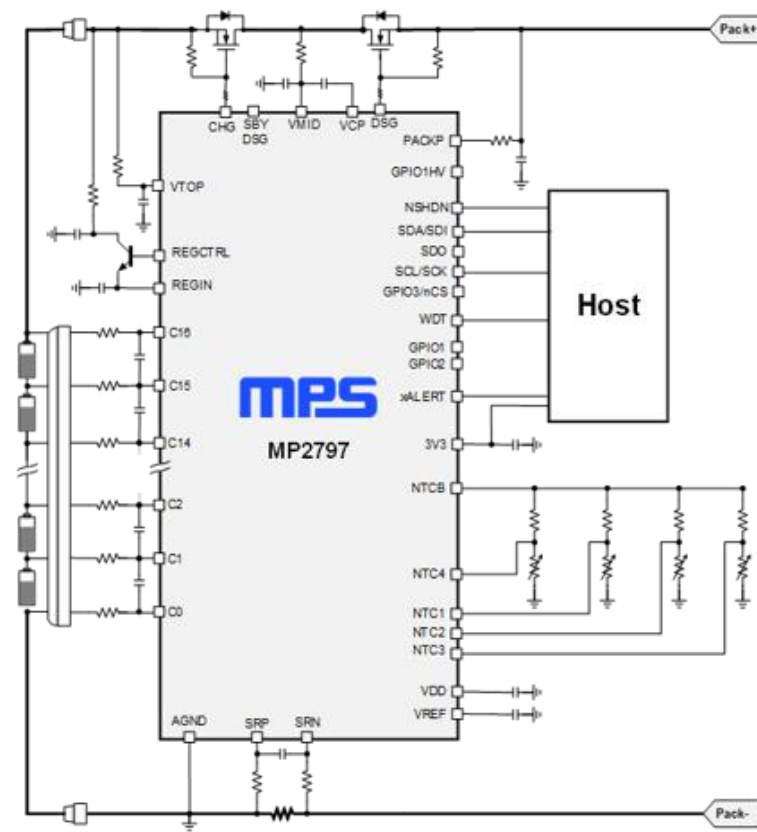 Pack+
CHG
SBY
DSG
VMID
VCP
DSG
PACKP
GPIO1HV
VTOP
NSHDN
SDA/SDI
REGCTRL
SDO
SCL/SCK
REGIN
GPIO3/nCS
Host
WDT
C16
GPIO1
GPIO2
C15
mps
xALERT
C14
MP2797
3V3
NTCB
C2
C1
NTC4
C0
NTC1
NTC2
NTC3
VDD
VREF
AGND
SRP
SRN
Pack-